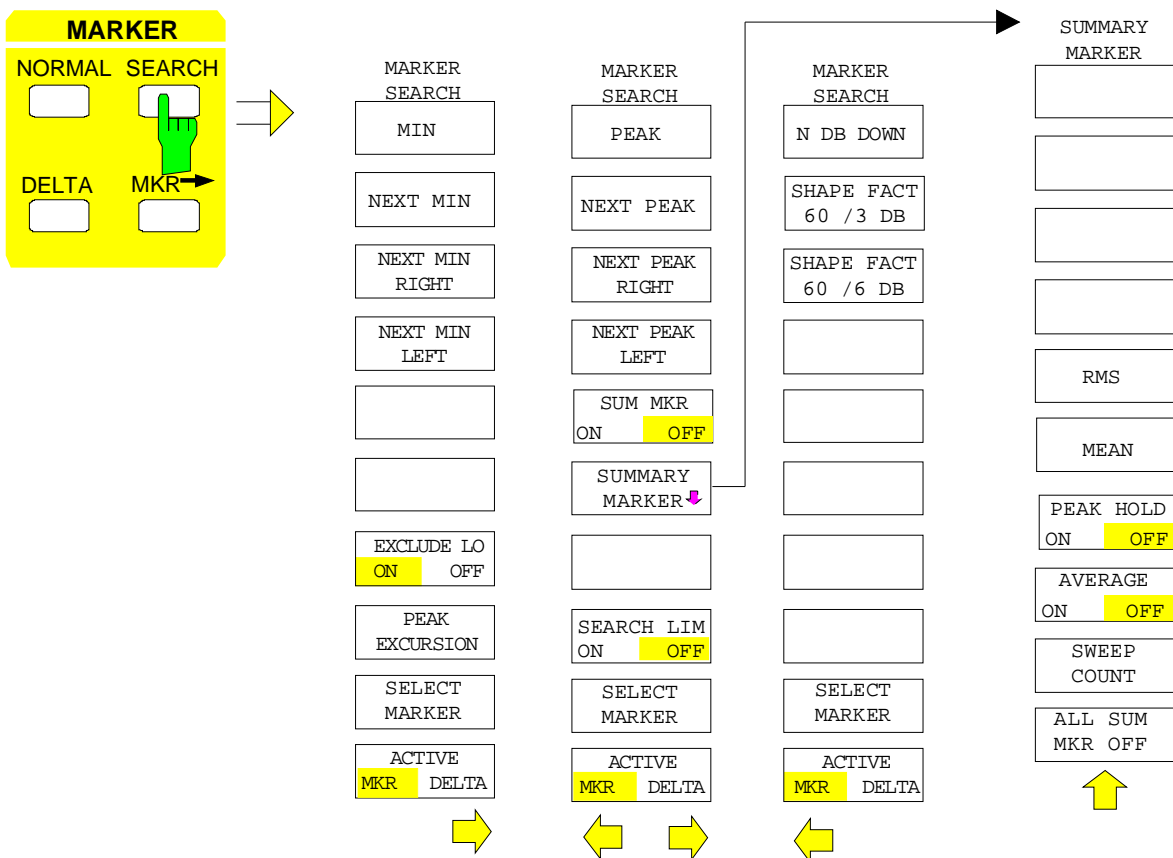 MARKER
NORMAL SEARCH
DELTA MKR
MARKER
SEARCH
MIN
NEXT MIN
NEXT MIN
RIGHT
NEXT MIN
LEFT
EXCLUDE LO
ON OFF
PEAK
EXCURSION
SELECT
MARKER
ACTIVE
MKR DELTA
MARKER
SEARCH
PEAK
NEXT PEAK
NEXT PEAK
RIGHT
NEXT PEAK
LEFT
SUM MKR
ON OFF
SUMMARY
MARKER
SEARCH LIM
ON OFF
SELECT
MARKER
ACTIVE
MKR DELTA
MARKER
SEARCH
N DB DOWN
SHAPE FACT
60 /3 DB
SHAPE FACT
60 /6 DB
SELECT
MARKER
ACTIVE
MKR DELTA
SUMMARY
MARKER
RMS
MEAN
PEAK HOLD
ON OFF
AVERAGE
ON OFF
SWEEP
COUNT
ALL SUM
MKR OFF